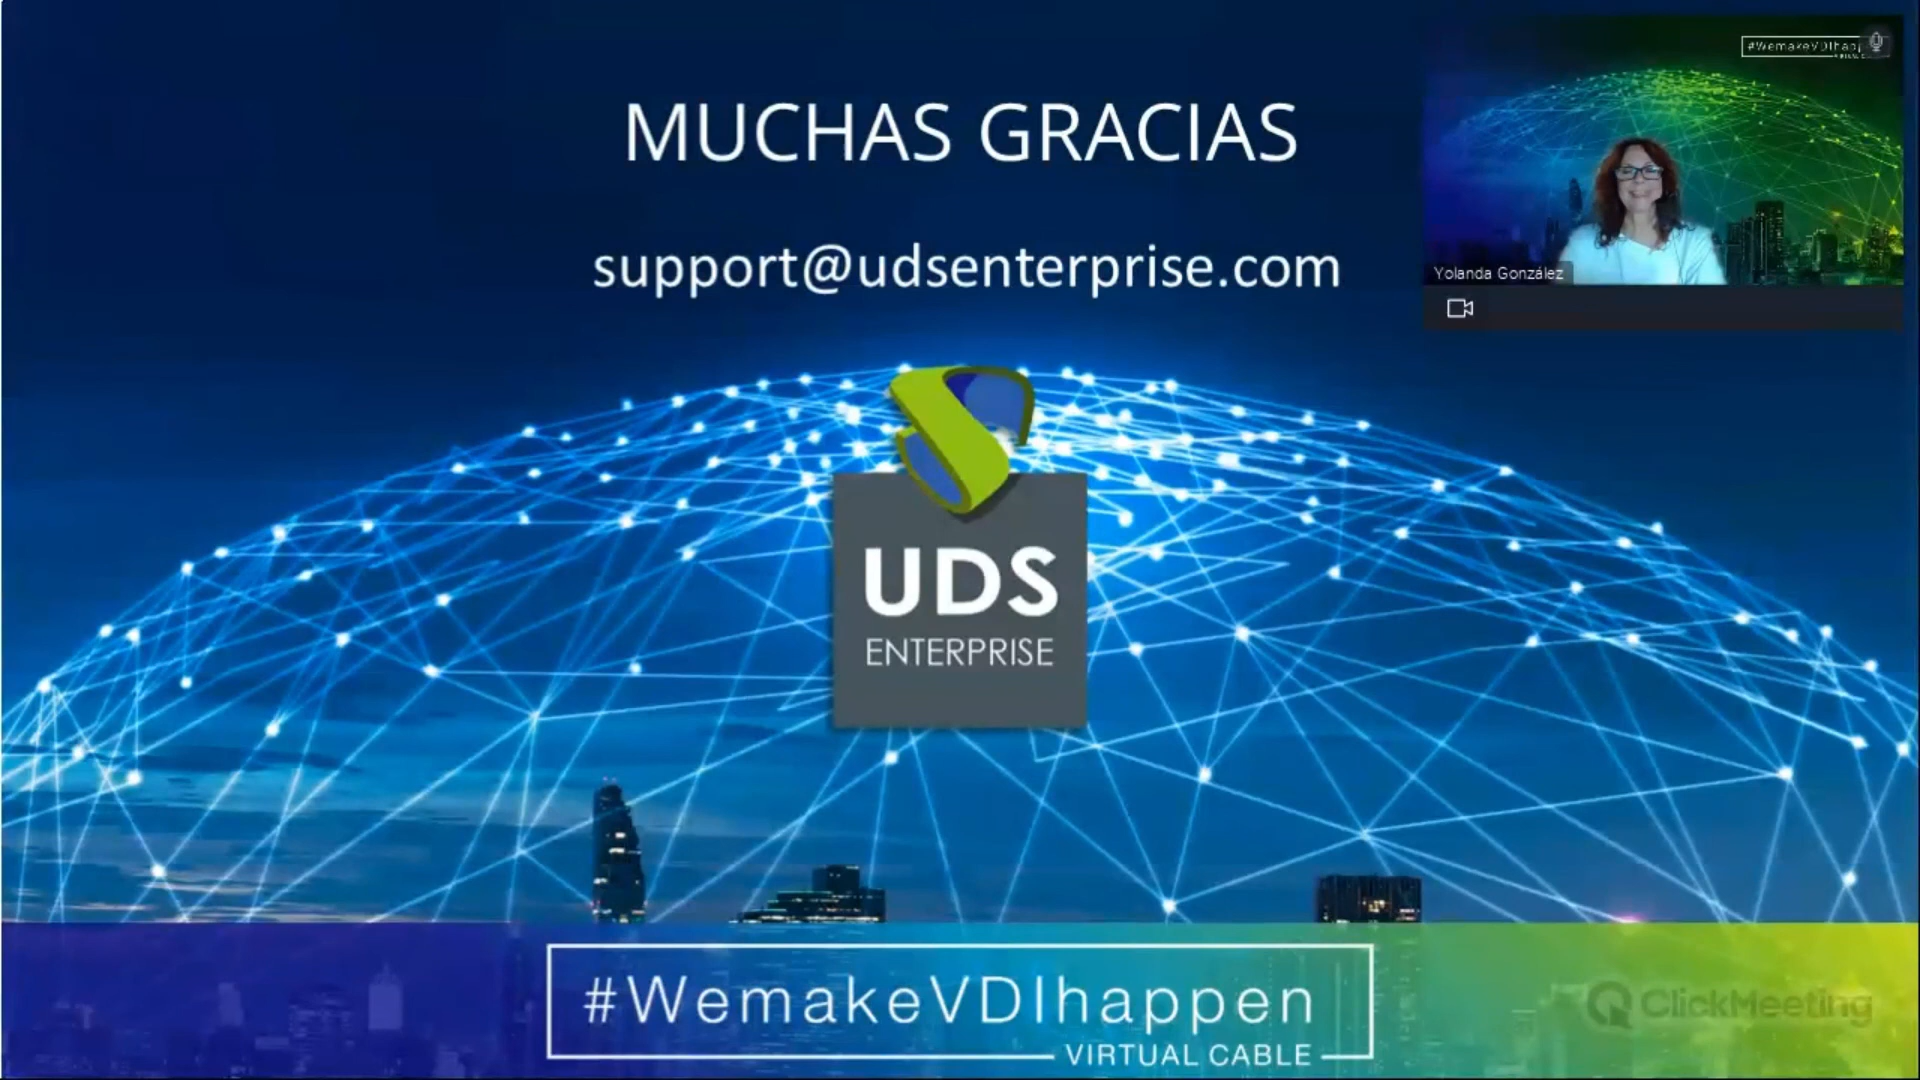 MUCHAS GRACIAS
support@udsenterprise.com
Yolanda González
UDS
ENTERPRISE
#WemakeVDIhappen
VIRTUAL CABLE
ClickMeeting